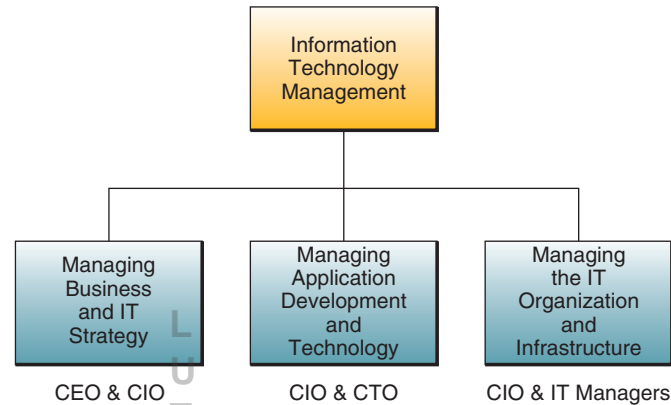 Information
Technology
Management
Managing
Business
and IT
Strategy
Managing
Application
Development
and
Technology
Managing
the IT
Organization
and
Infrastructure
L
U
CEO & CIO
CIO & CTO
CIO & IT Managers